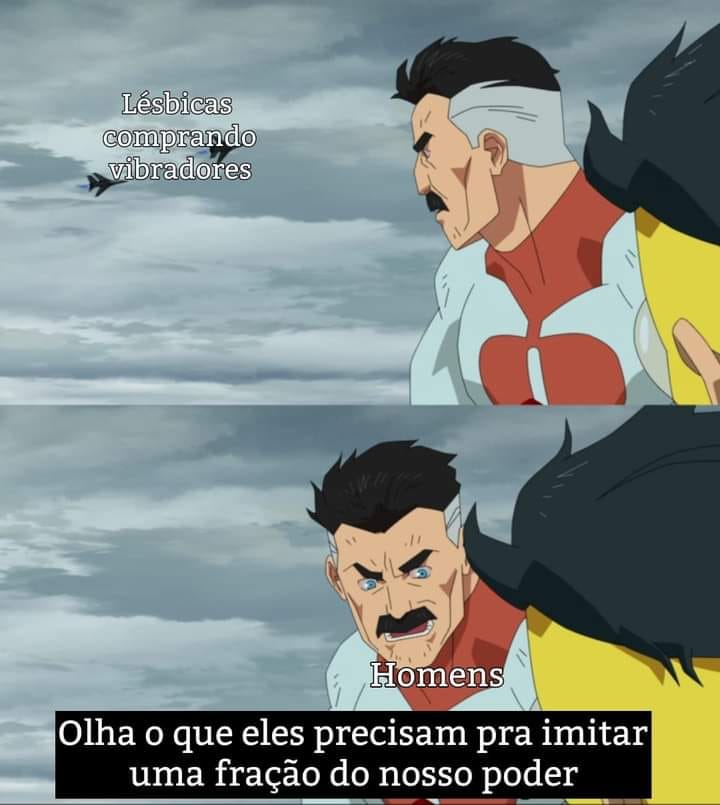 Lésbicas
comprando
vibradores
Homens
Olha o que eles precisam pra imitar
uma fração do nosso poder